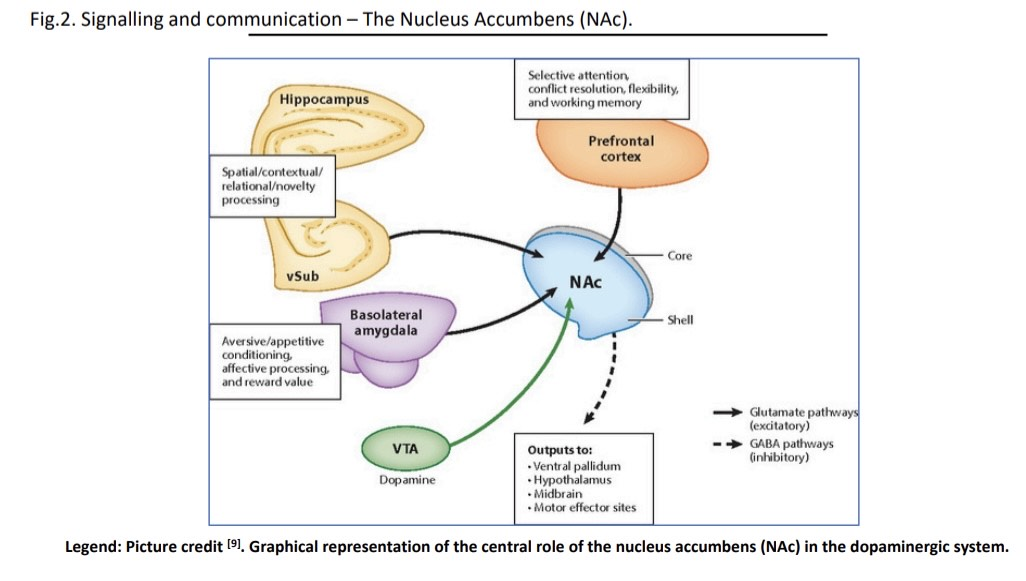 Fig.2. Signalling and communication – The Nucleus Accumbens (NAc).
Hippocampus
Spatial/contextual/
relational/novelty
processing
vSub
Selective attention,
conflict resolution, flexibility,
and working memory
Prefrontal
cortex
Core
NAc
Shell
Basolateral
amygdala
Aversive/appetitive
conditioning,
affective processing,
and reward value
VTA
Dopamine
Outputs to:
• Ventral pallidum
• Hypothalamus
• Midbrain
• Motor effector sites
Glutamate pathways
(excitatory)
GABA pathways
(inhibitory)
Legend: Picture credit [9]. Graphical representation of the central role of the nucleus accumbens (NAc) in the dopaminergic system.